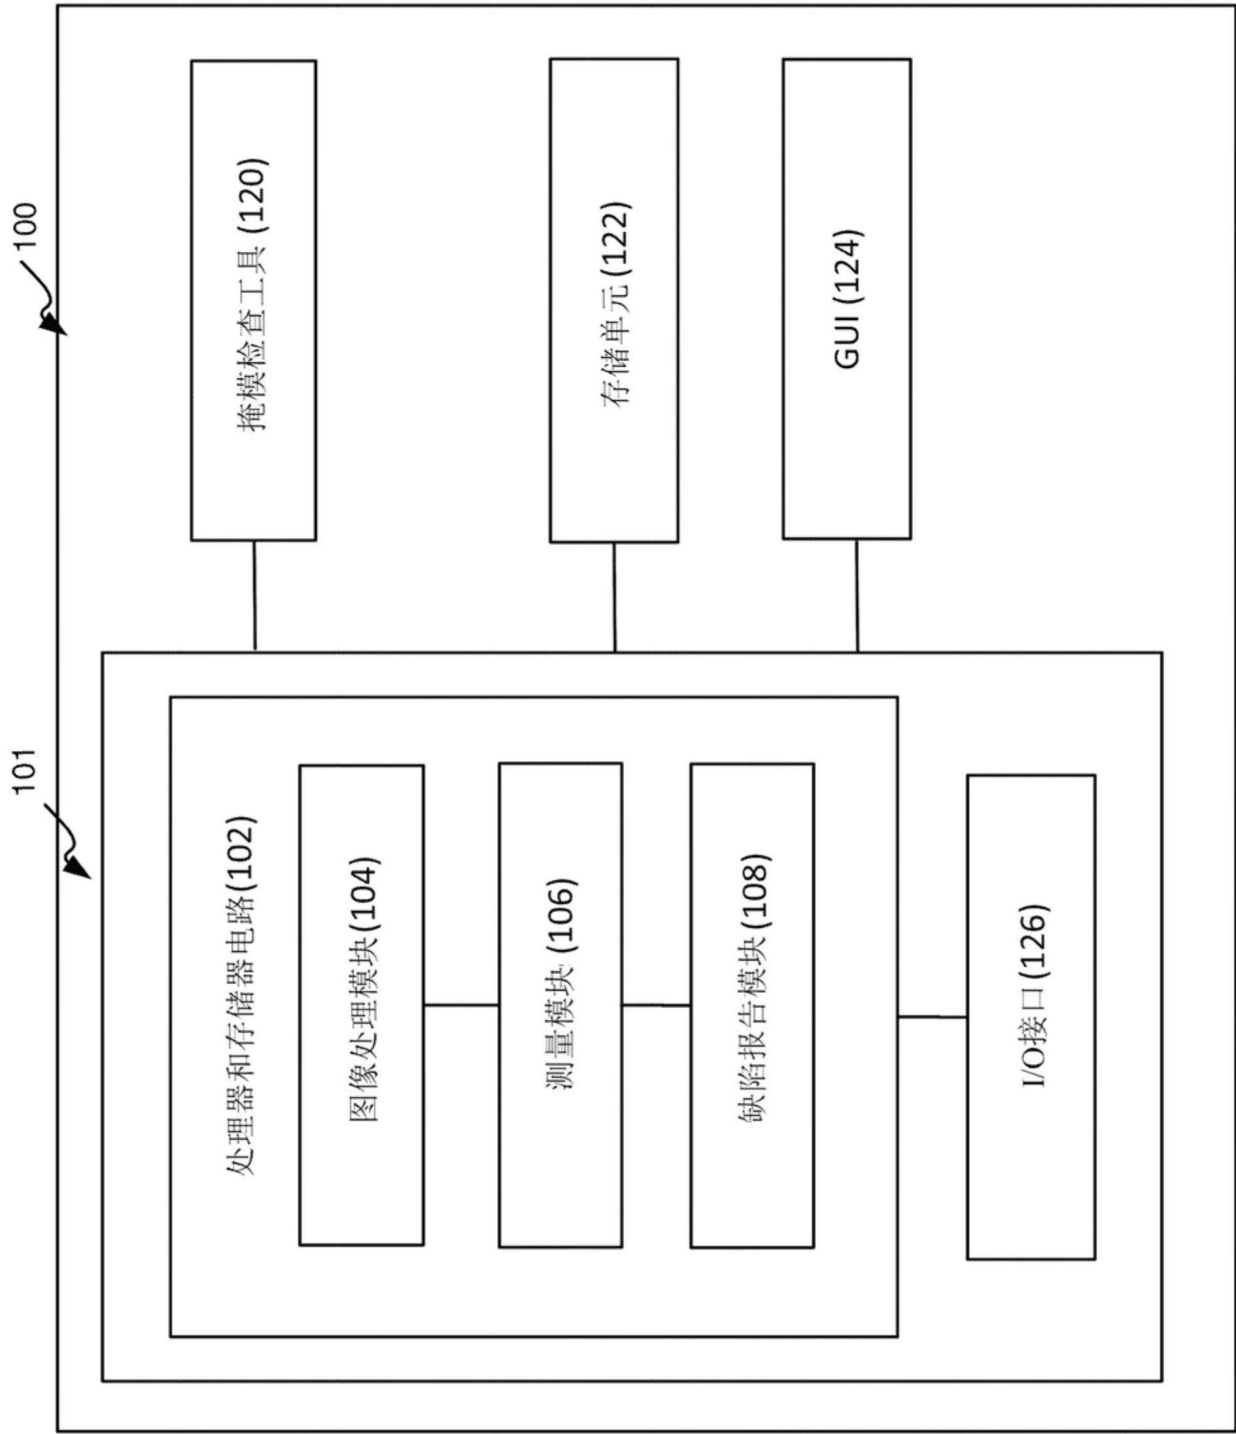 100
101
处理器和存储器电路(102)
图像处理模块(104)
测量模块 (106)
缺陷报告模块(108)
I/O接口(126)
掩模检查工具(120)
存储单元(122)
GUI (124)